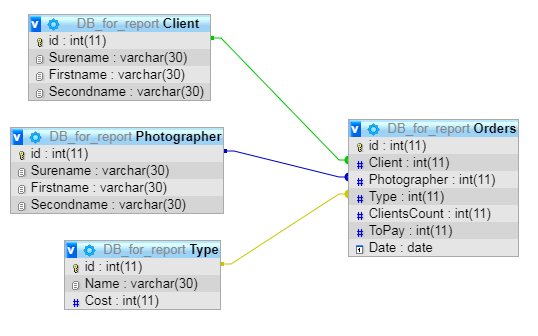 DB_for_report Client
id : int(11)
Surename : varchar(30)
Firstname : varchar(30)
Secondname : varchar(30)
DB_for_report Photographer
id : int(11)
Surename : varchar(30)
Firstname : varchar(30)
Secondname : varchar(30)
DB_for_report Type
id : int(11)
Name : varchar(30)
Cost : int(11)
DB_for_report Orders
id : int(11)
Client : int(11)
Photographer : int(11)
Type : int(11)
ClientsCount : int(11)
ToPay : int(11)
Date : date